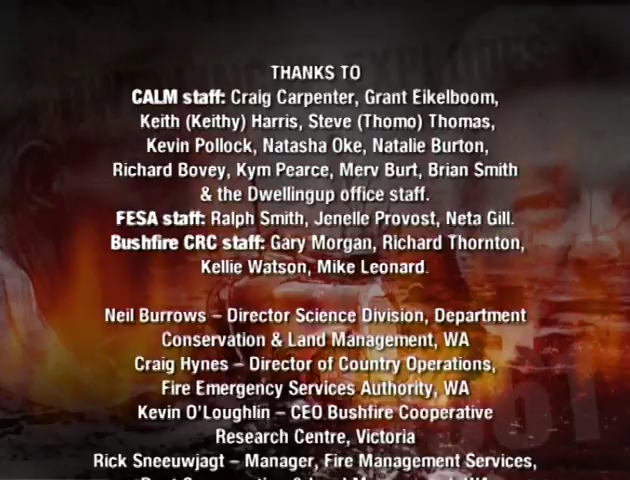 THANKS TO
CALM staff: Craig Carpenter, Grant Eikelboom,
Keith (Keithy) Harris, Steve (Thomo) Thomas,
Kevin Pollock, Natasha Oke, Natalie Burton,
Richard Bovey, Kym Pearce, Merv Burt, Brian Smith
& the Dwellingup office staff.
FESA staff: Ralph Smith, Jenelle Provost, Neta Gill.
Bushfire CRC staff: Gary Morgan, Richard Thornton,
Kellie Watson, Mike Leonard.
Neil Burrows – Director Science Division, Department
Conservation & Land Management, WA
Craig Hynes – Director of Country Operations,
Fire Emergency Services Authority, WA
Kevin O'Loughlin – CEO Bushfire Cooperative
Research Centre, Victoria
Rick Sneeuwjagt – Manager, Fire Management Services,